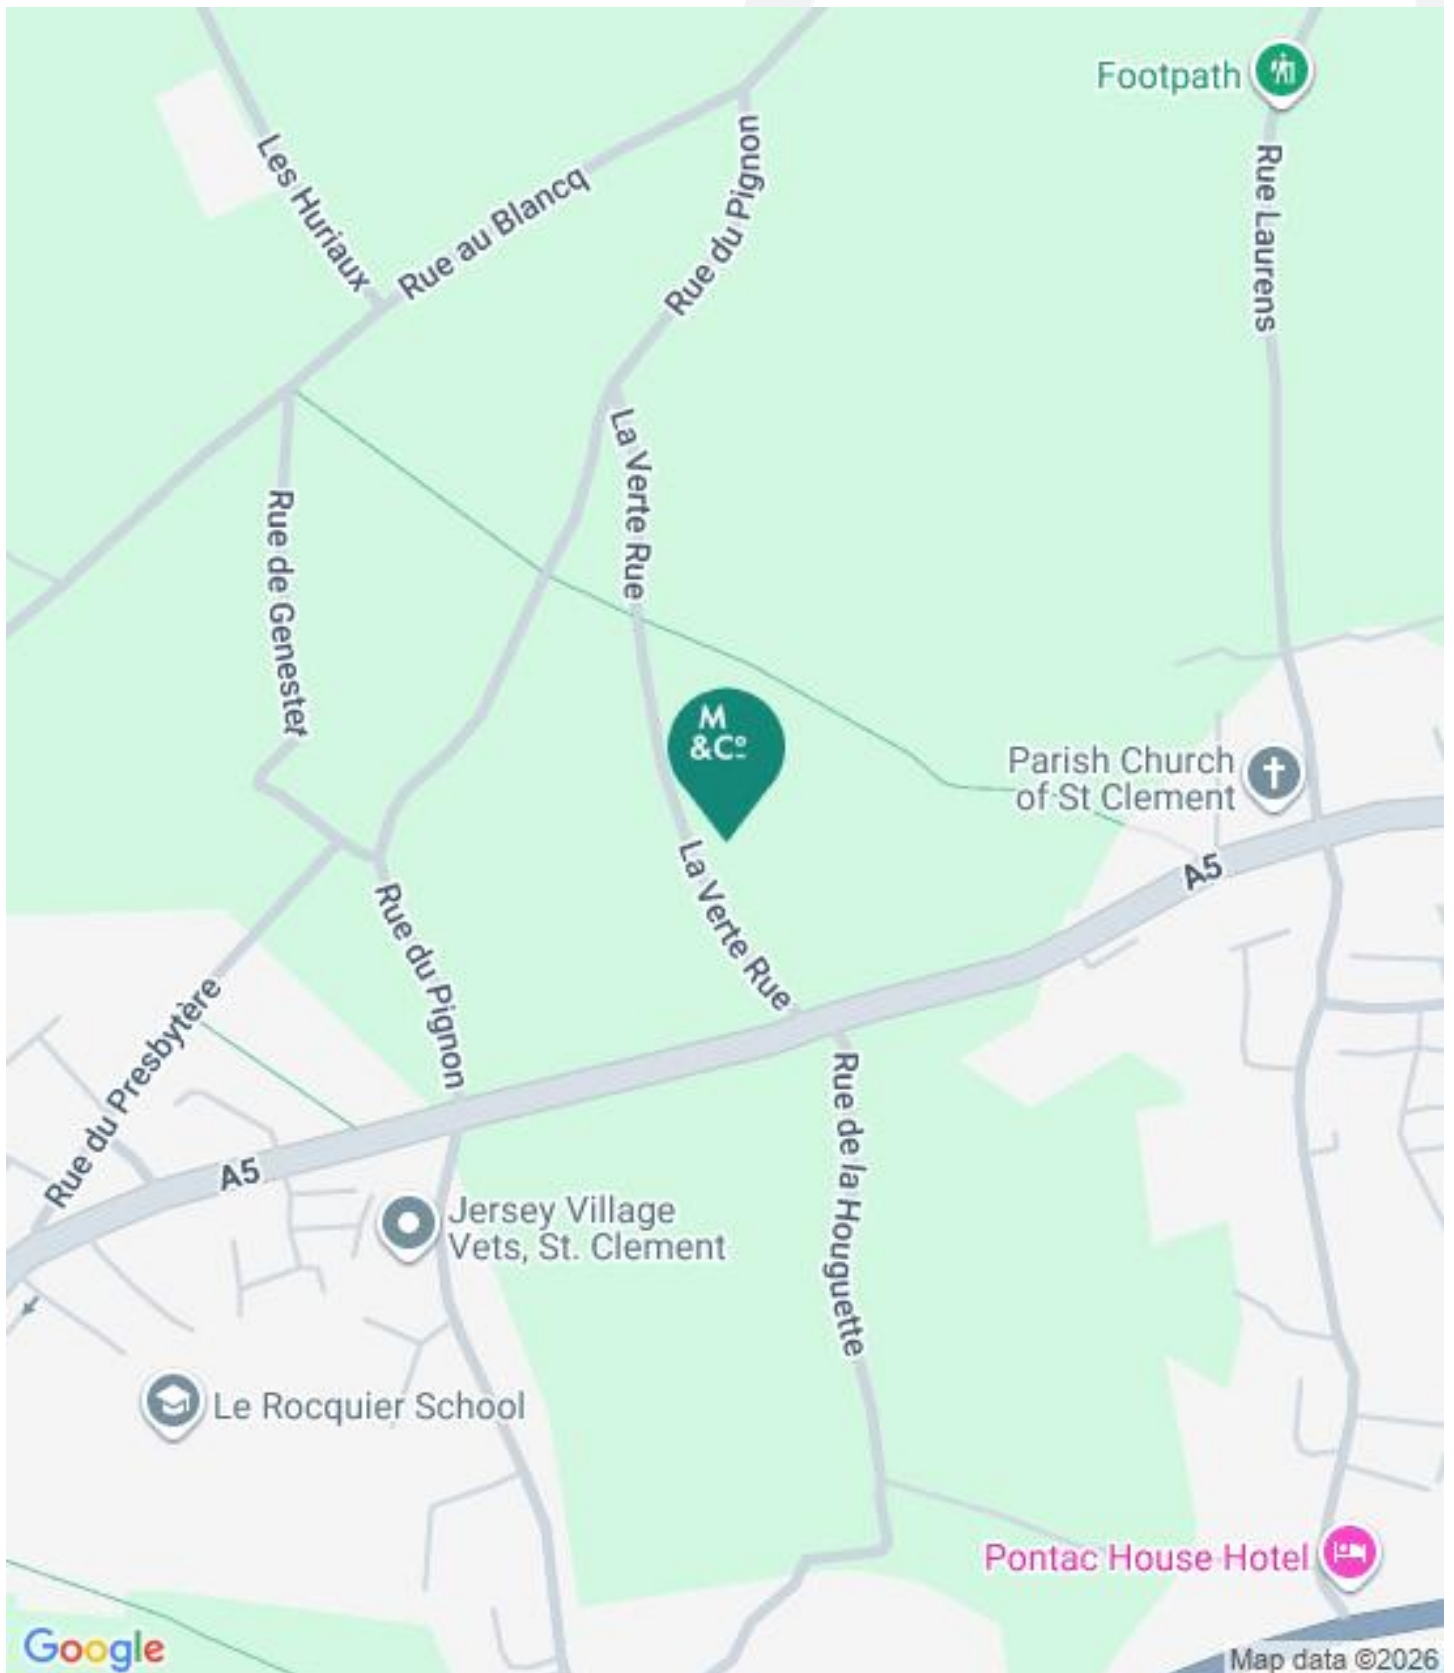 Footpath
Les Huriaux
Rue au Blancq
Rue du Pignon
Rue Laurens
La Verte Rue
Rue de Genestet
M
&Cº
Parish Church
of St Clement
La Verte Rue
A5
Rue du Pignon
Rue du Presbytère
Rue de la Houguette
A5
Jersey Village
Vets, St. Clement
Le Rocquier School
Pontac House Hotel
Google
Map data ©2026